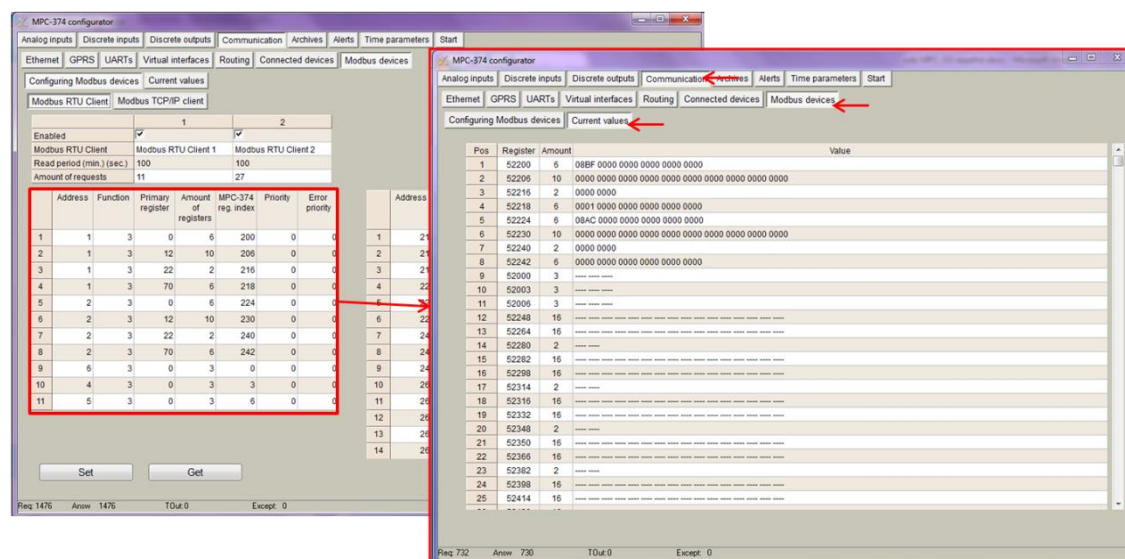 MPC-374 configurator
Analog inputs Discrete inputs Discrete outputs Communication Archives Alerts Time parameters Start
Ethernet GPRS UARTs Virtual interfaces Routing Connected devices Modbus devices
Configuring Modbus devices Current values
Modbus RTU Client Modbus TCP/IP client
1 2
Enabled
Modbus RTU Client Modbus RTU Client 1 Modbus RTU Client 2
Read period (min.) (sec.) 100 100
Amount of requests 11 27
Address Function Primary register Amount of registers MPC-374 reg. index Priority Error priority
1 1 3 0 6 200 0 0
2 1 3 12 10 206 0 0
3 1 3 22 2 216 0 0
4 1 3 70 6 218 0 0
5 2 3 0 6 224 0 0
6 2 3 12 10 230 0 0
7 2 3 22 2 240 0 0
8 2 3 70 6 242 0 0
9 6 3 0 3 0 0 0
10 4 3 0 3 3 0 0
11 5 3 0 3 6 0 0
Address
1 21
2 21
3 21
4 22
5
6 22
7 24
8 24
9 24
10 26
11 26
12 26
13 26
14 26
Set Get
Req: 1476 Answ 1476 TOut:0 Except: 0
MPC-374 configurator
Analog inputs Discrete inputs Discrete outputs Communication Archives Alerts Time parameters Start
Ethernet GPRS UARTs Virtual interfaces Routing Connected devices Modbus devices
Configuring Modbus devices Current values
Pos Register Amount Value
1 52200 6 08BF 0000 0000 0000 0000 0000
2 52206 10 0000 0000 0000 0000 0000 0000 0000 0000 0000 0000
3 52216 2 0000 0000
4 52218 6 0001 0000 0000 0000 0000 0000
5 52224 6 08AC 0000 0000 0000 0000 0000
6 52230 10 0000 0000 0000 0000 0000 0000 0000 0000 0000 0000
7 52240 2 0000 0000
8 52242 6 0000 0000 0000 0000 0000 0000
9 52000 3 ---- ---- ----
10 52003 3 ---- ---- ----
11 52006 3 ---- ---- ----
12 52248 16 ---- ---- ---- ---- ---- ---- ---- ---- ---- ---- ---- ---- ---- ---- ---- ----
13 52264 16 ---- ---- ---- ---- ---- ---- ---- ---- ---- ---- ---- ---- ---- ---- ---- ----
14 52280 2 ---- ----
15 52282 16 ---- ---- ---- ---- ---- ---- ---- ---- ---- ---- ---- ---- ---- ---- ---- ----
16 52298 16 ---- ---- ---- ---- ---- ---- ---- ---- ---- ---- ---- ---- ---- ---- ---- ----
17 52314 2 ---- ----
18 52316 16 ---- ---- ---- ---- ---- ---- ---- ---- ---- ---- ---- ---- ---- ---- ---- ----
19 52332 16 ---- ---- ---- ---- ---- ---- ---- ---- ---- ---- ---- ---- ---- ---- ---- ----
20 52348 2 ---- ----
21 52350 16 ---- ---- ---- ---- ---- ---- ---- ---- ---- ---- ---- ---- ---- ---- ---- ----
22 52366 16 ---- ---- ---- ---- ---- ---- ---- ---- ---- ---- ---- ---- ---- ---- ---- ----
23 52382 2 ---- ----
24 52398 16 ---- ---- ---- ---- ---- ---- ---- ---- ---- ---- ---- ---- ---- ---- ---- ----
25 52414 16 ---- ---- ---- ---- ---- ---- ---- ---- ---- ---- ---- ---- ---- ---- ---- ----
Req: 732 Answ 730 TOut:0 Except: 0